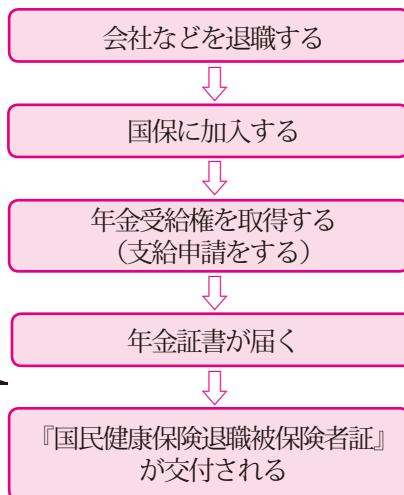 会社などを退職する
国保に加入する
年金受給権を取得する
（支給申請をする）
年金証書が届く
『国民健康保険退職被保険者証』
が交付される